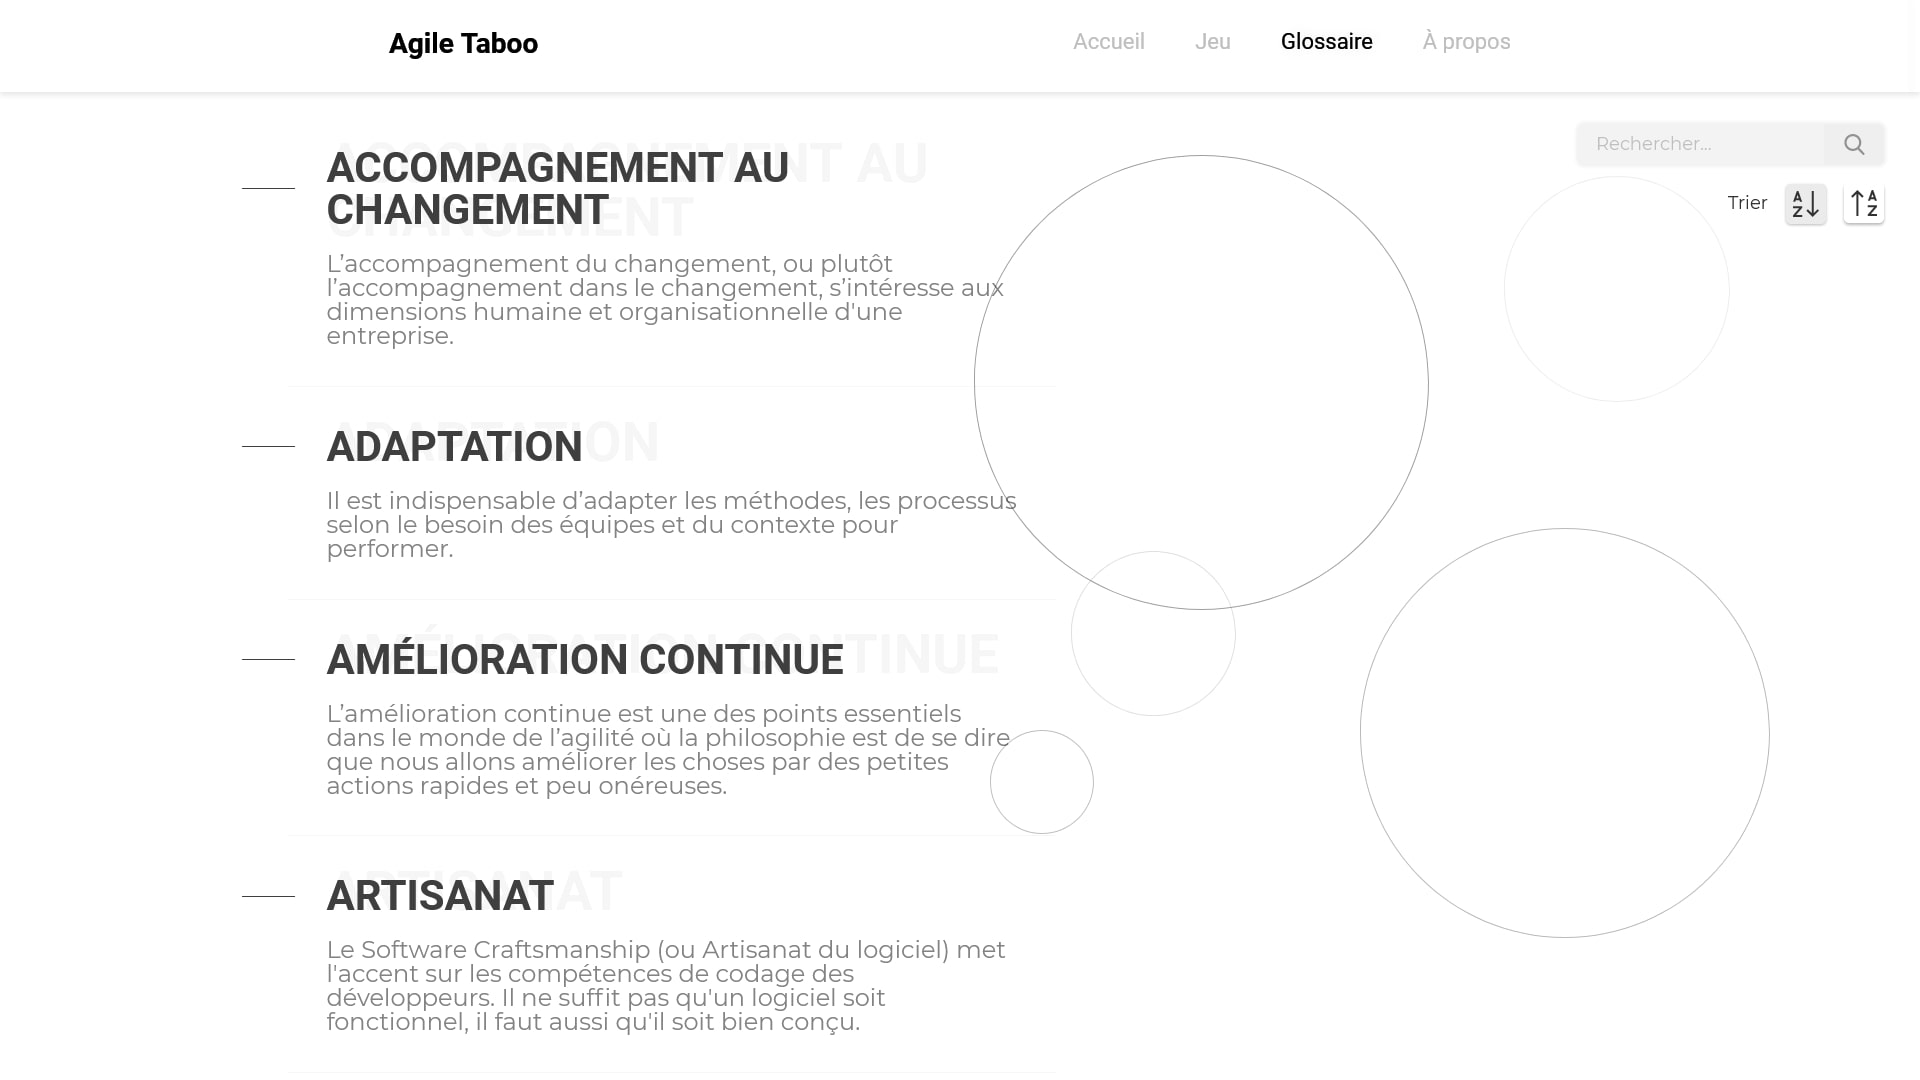 Agile Taboo
Accueil
Jeu
Glossaire
À propos
Rechercher...
Trier
ACCOMPAGNEMENT AU
CHANGEMENT
L’accompagnement du changement, ou plutôt
l’accompagnement dans le changement, s’intéresse aux
dimensions humaine et organisationnelle d'une
entreprise.
ADAPTATION
Il est indispensable d’adapter les méthodes, les processus
selon le besoin des équipes et du contexte pour
performer.
AMÉLIORATION CONTINUE
L’amélioration continue est une des points essentiels
dans le monde de l’agilité où la philosophie est de se dire
que nous allons améliorer les choses par des petites
actions rapides et peu onéreuses.
ARTISANAT
Le Software Craftsmanship (ou Artisanat du logiciel) met
l'accent sur les compétences de codage des
développeurs. Il ne suffit pas qu'un logiciel soit
fonctionnel, il faut aussi qu'il soit bien conçu.